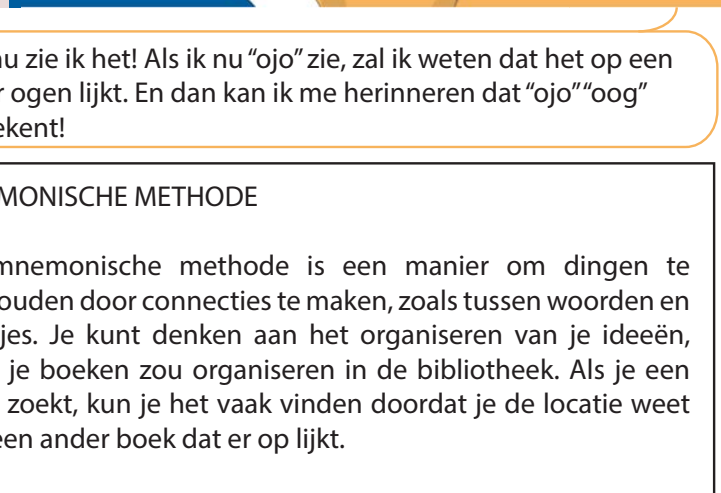 nu zie ik het! Als ik nu “ojo” zie, zal ik weten dat het op een
ogen lijkt. En dan kan ik me herinneren dat “ojo” “oog”
MONISCHE METHODE
mnemonische methode is een manier om dingen te
ouden door connecties te maken, zoals tussen woorden en
jes. Je kunt denken aan het organiseren van je ideeën,
je boeken zou organiseren in de bibliotheek. Als je een
zoekt, kun je het vaak vinden doordat je de locatie weet
een ander boek dat er op lijkt.